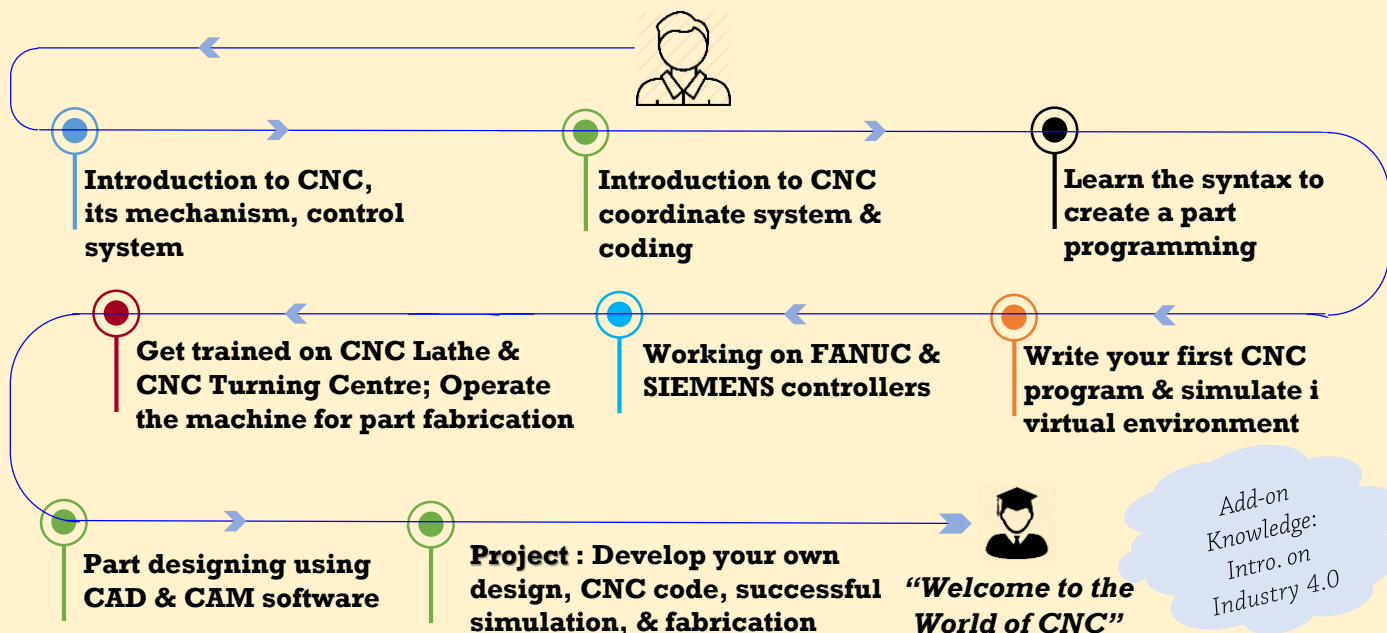 Introduction to CNC,
its mechanism, control
system
Introduction to CNC
coordinate system &
coding
Learn the syntax to
create a part
programming
Write your first CNC
program & simulate i
virtual environment
Working on FANUC &
SIEMENS controllers
Get trained on CNC Lathe &
CNC Turning Centre; Operate
the machine for part fabrication
Part designing using
CAD & CAM software
Project : Develop your own
design, CNC code, successful
simulation, & fabrication
“Welcome to the
World of CNC”
Add-on
Knowledge:
Intro. on
Industry 4.0